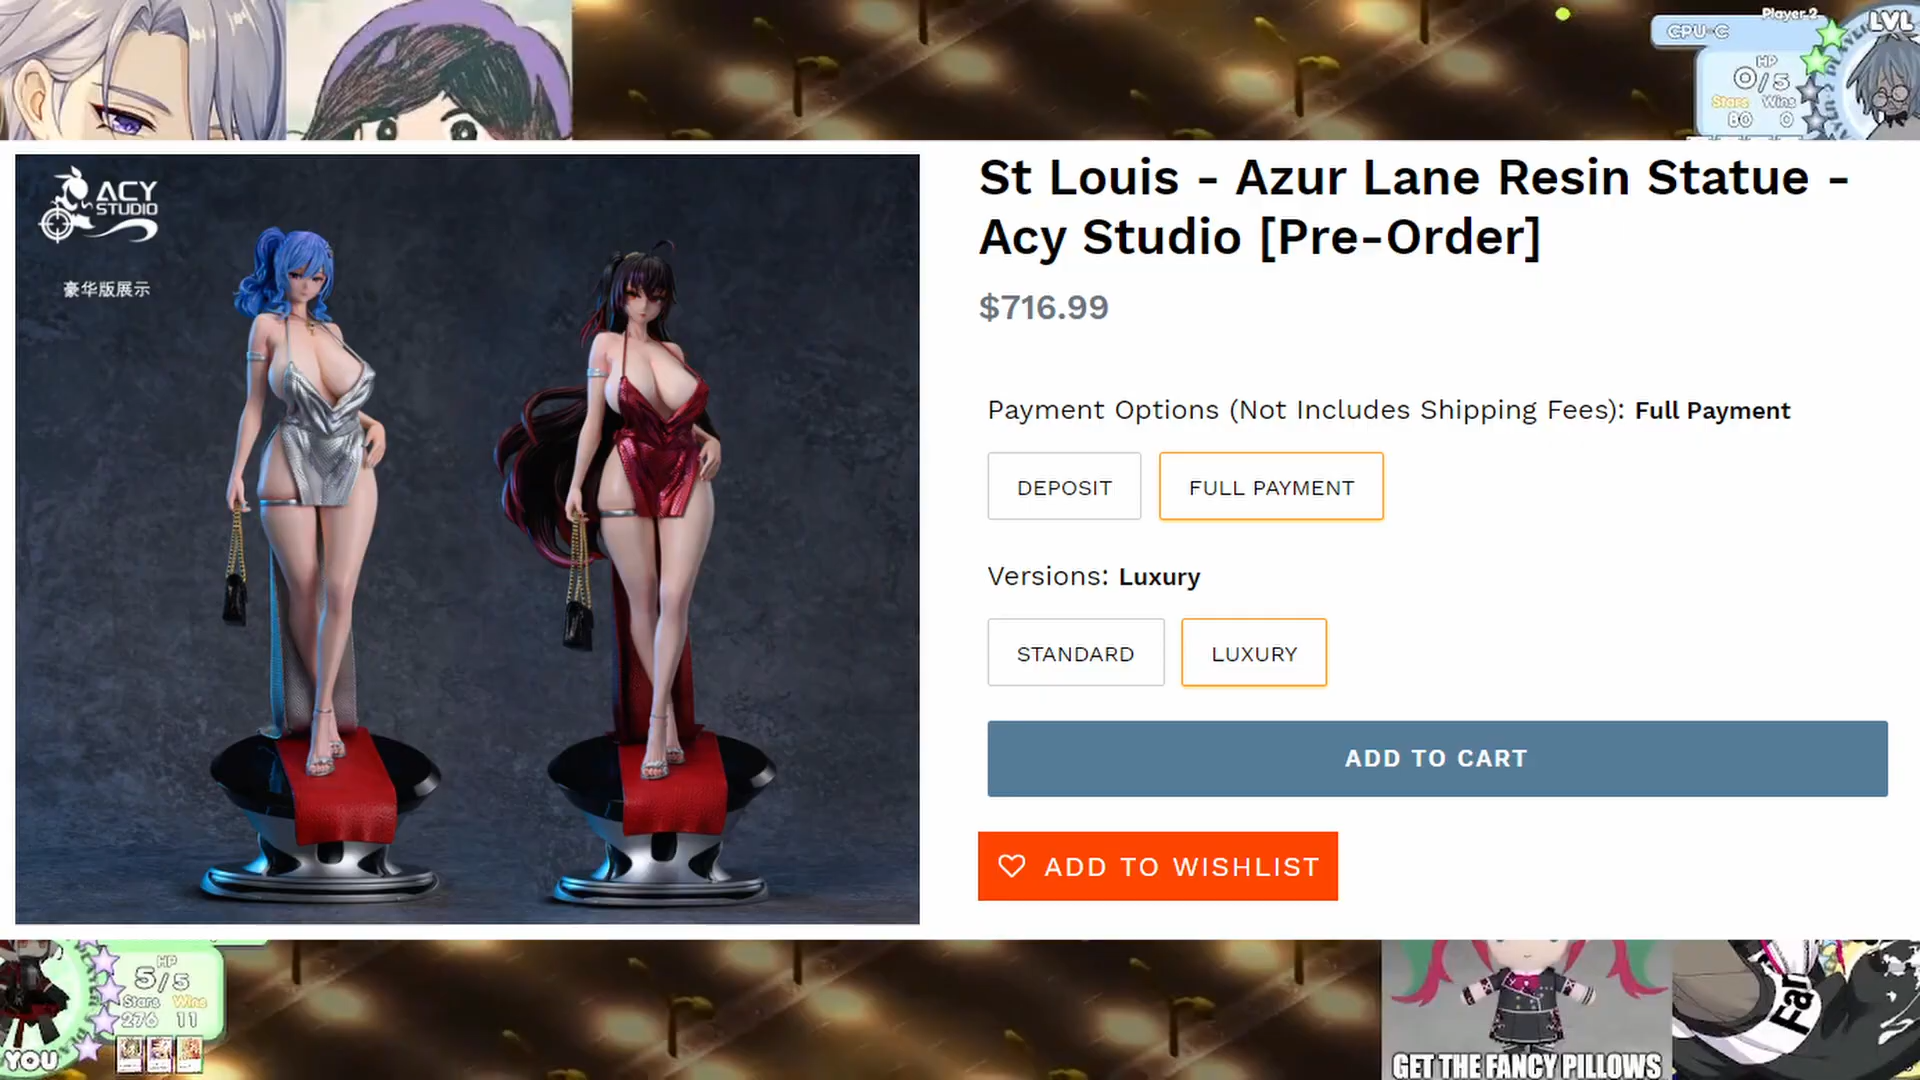 Player 2
LVL
CPU-C
HP
0/5
Stars Wins
80 0
ACY
STUDIO
豪华版展示
St Louis - Azur Lane Resin Statue -
Acy Studio [Pre-Order]
$716.99
Payment Options (Not Includes Shipping Fees): Full Payment
DEPOSIT
FULL PAYMENT
Versions: Luxury
STANDARD
LUXURY
ADD TO CART
ADD TO WISHLIST
HP
5/5
Stars Wins
276 11
YOU
GET THE FANCY PILLOWS